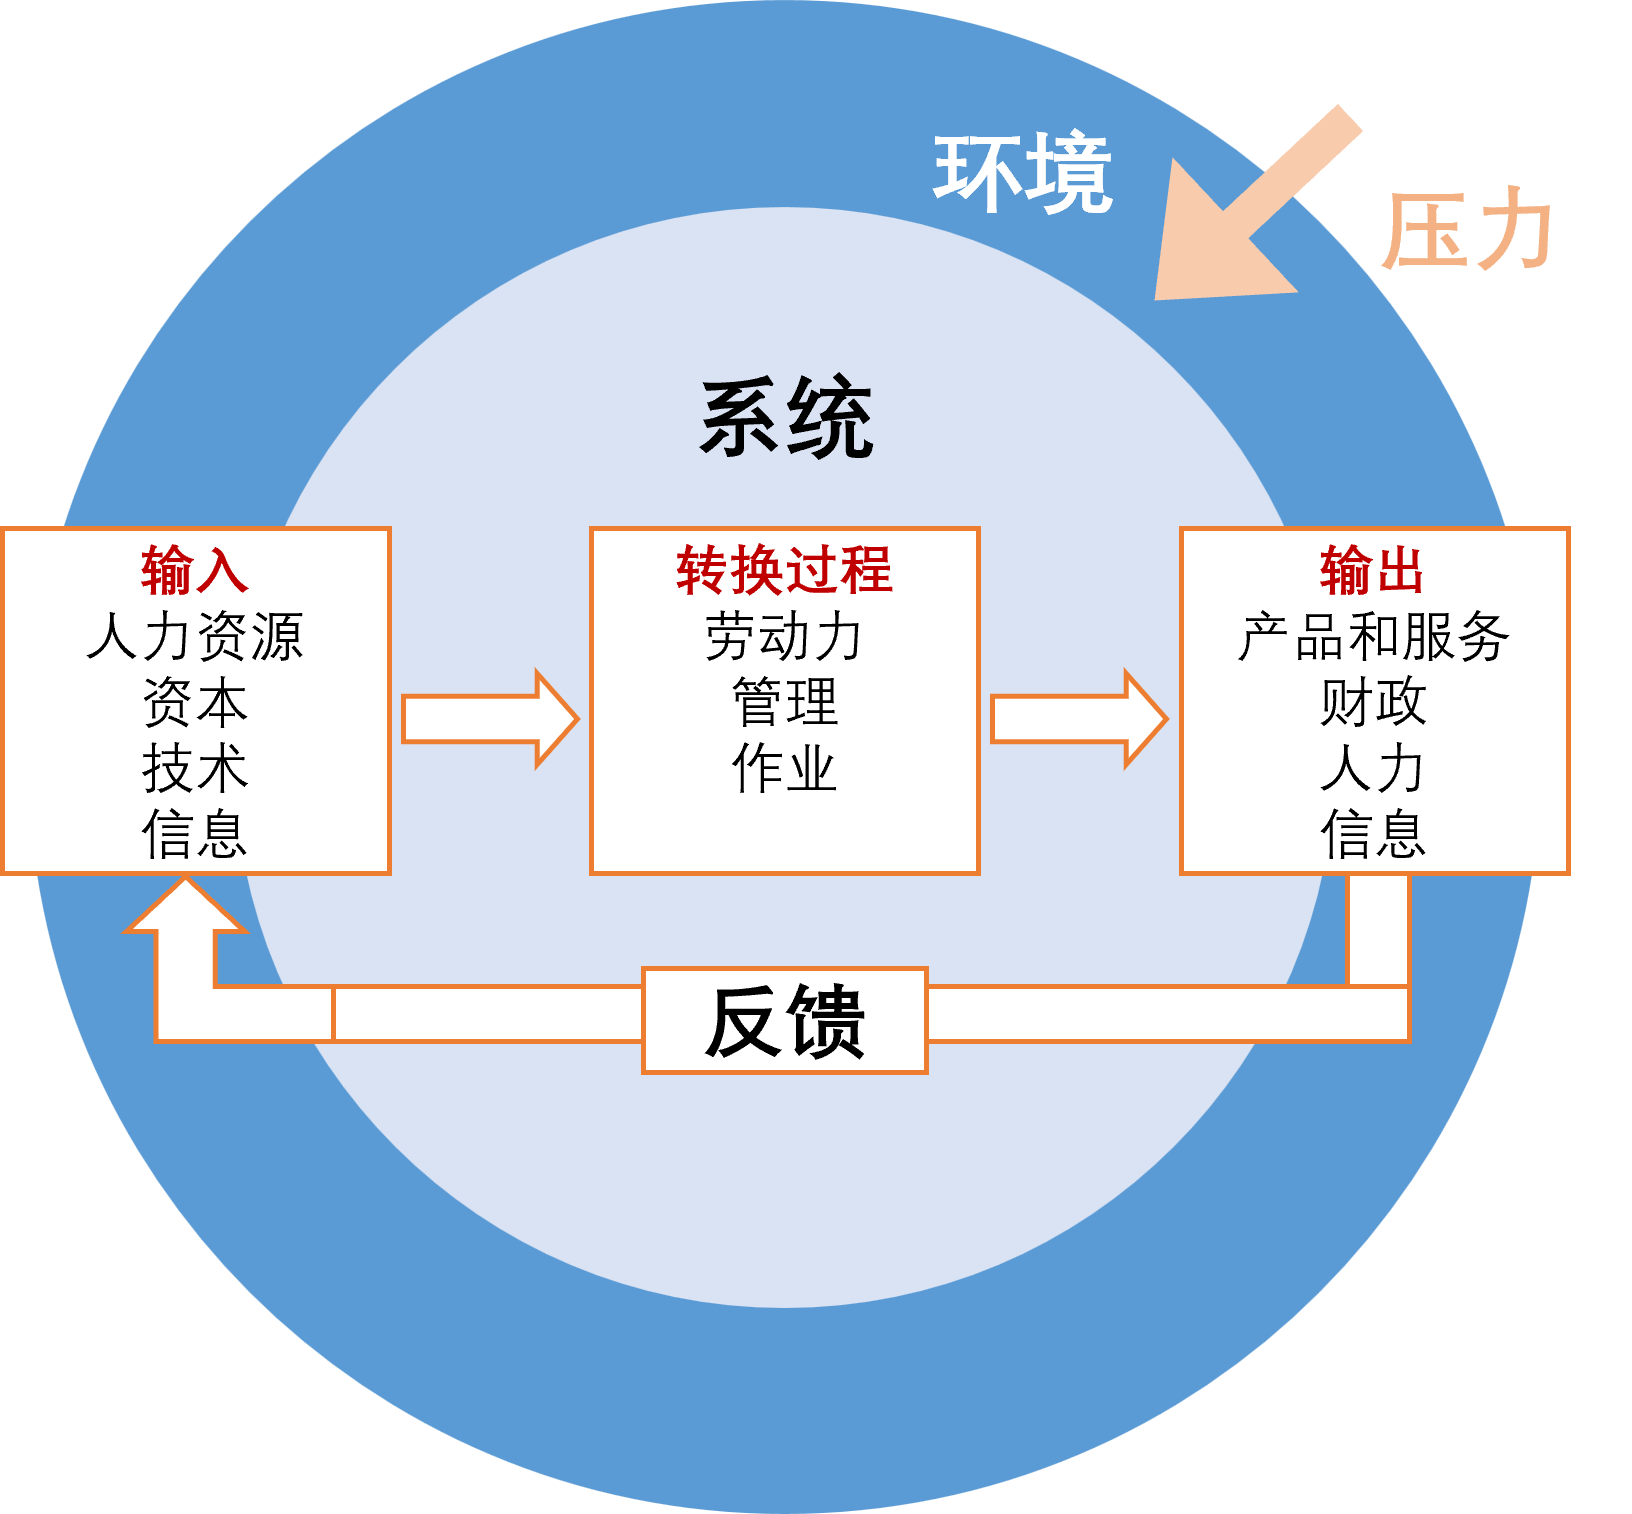 环境
压力
系统
输入
人力资源
资本
技术
信息
转换过程
劳动力
管理
作业
输出
产品和服务
财政
人力
信息
反馈